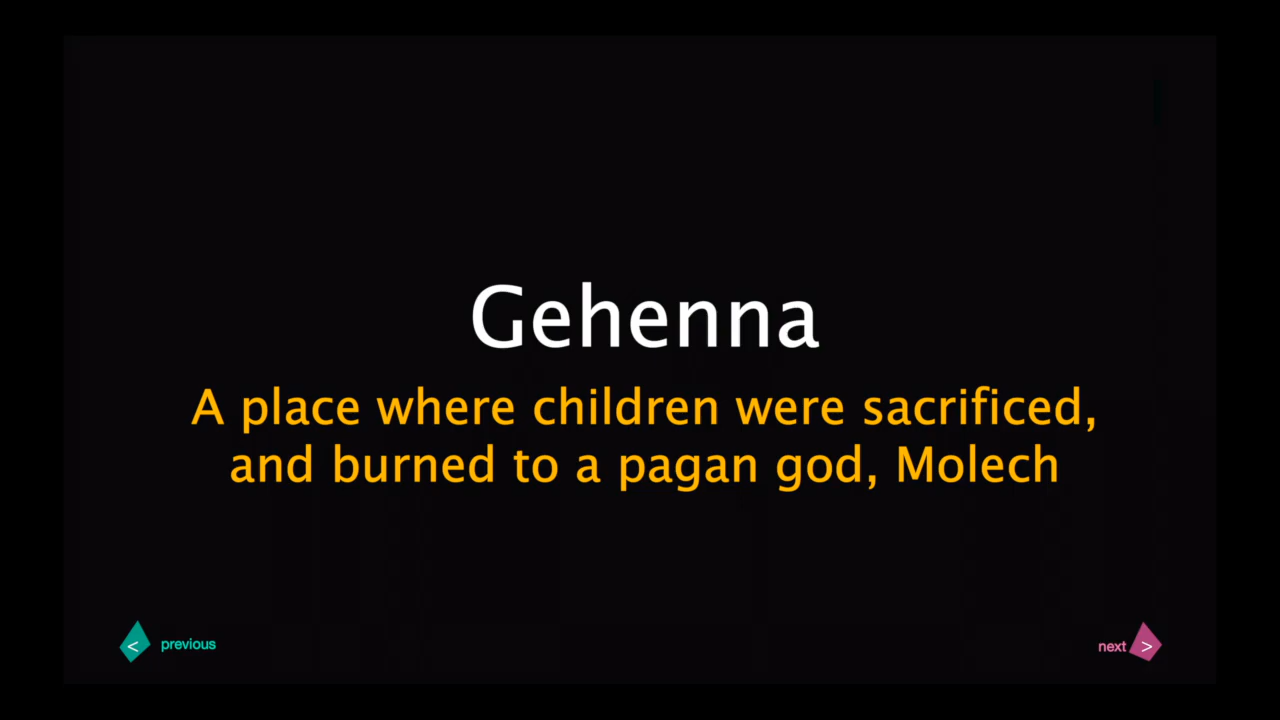 Gehenna
A place where children were sacrificed,
and burned to a pagan god, Molech
< previous
next >